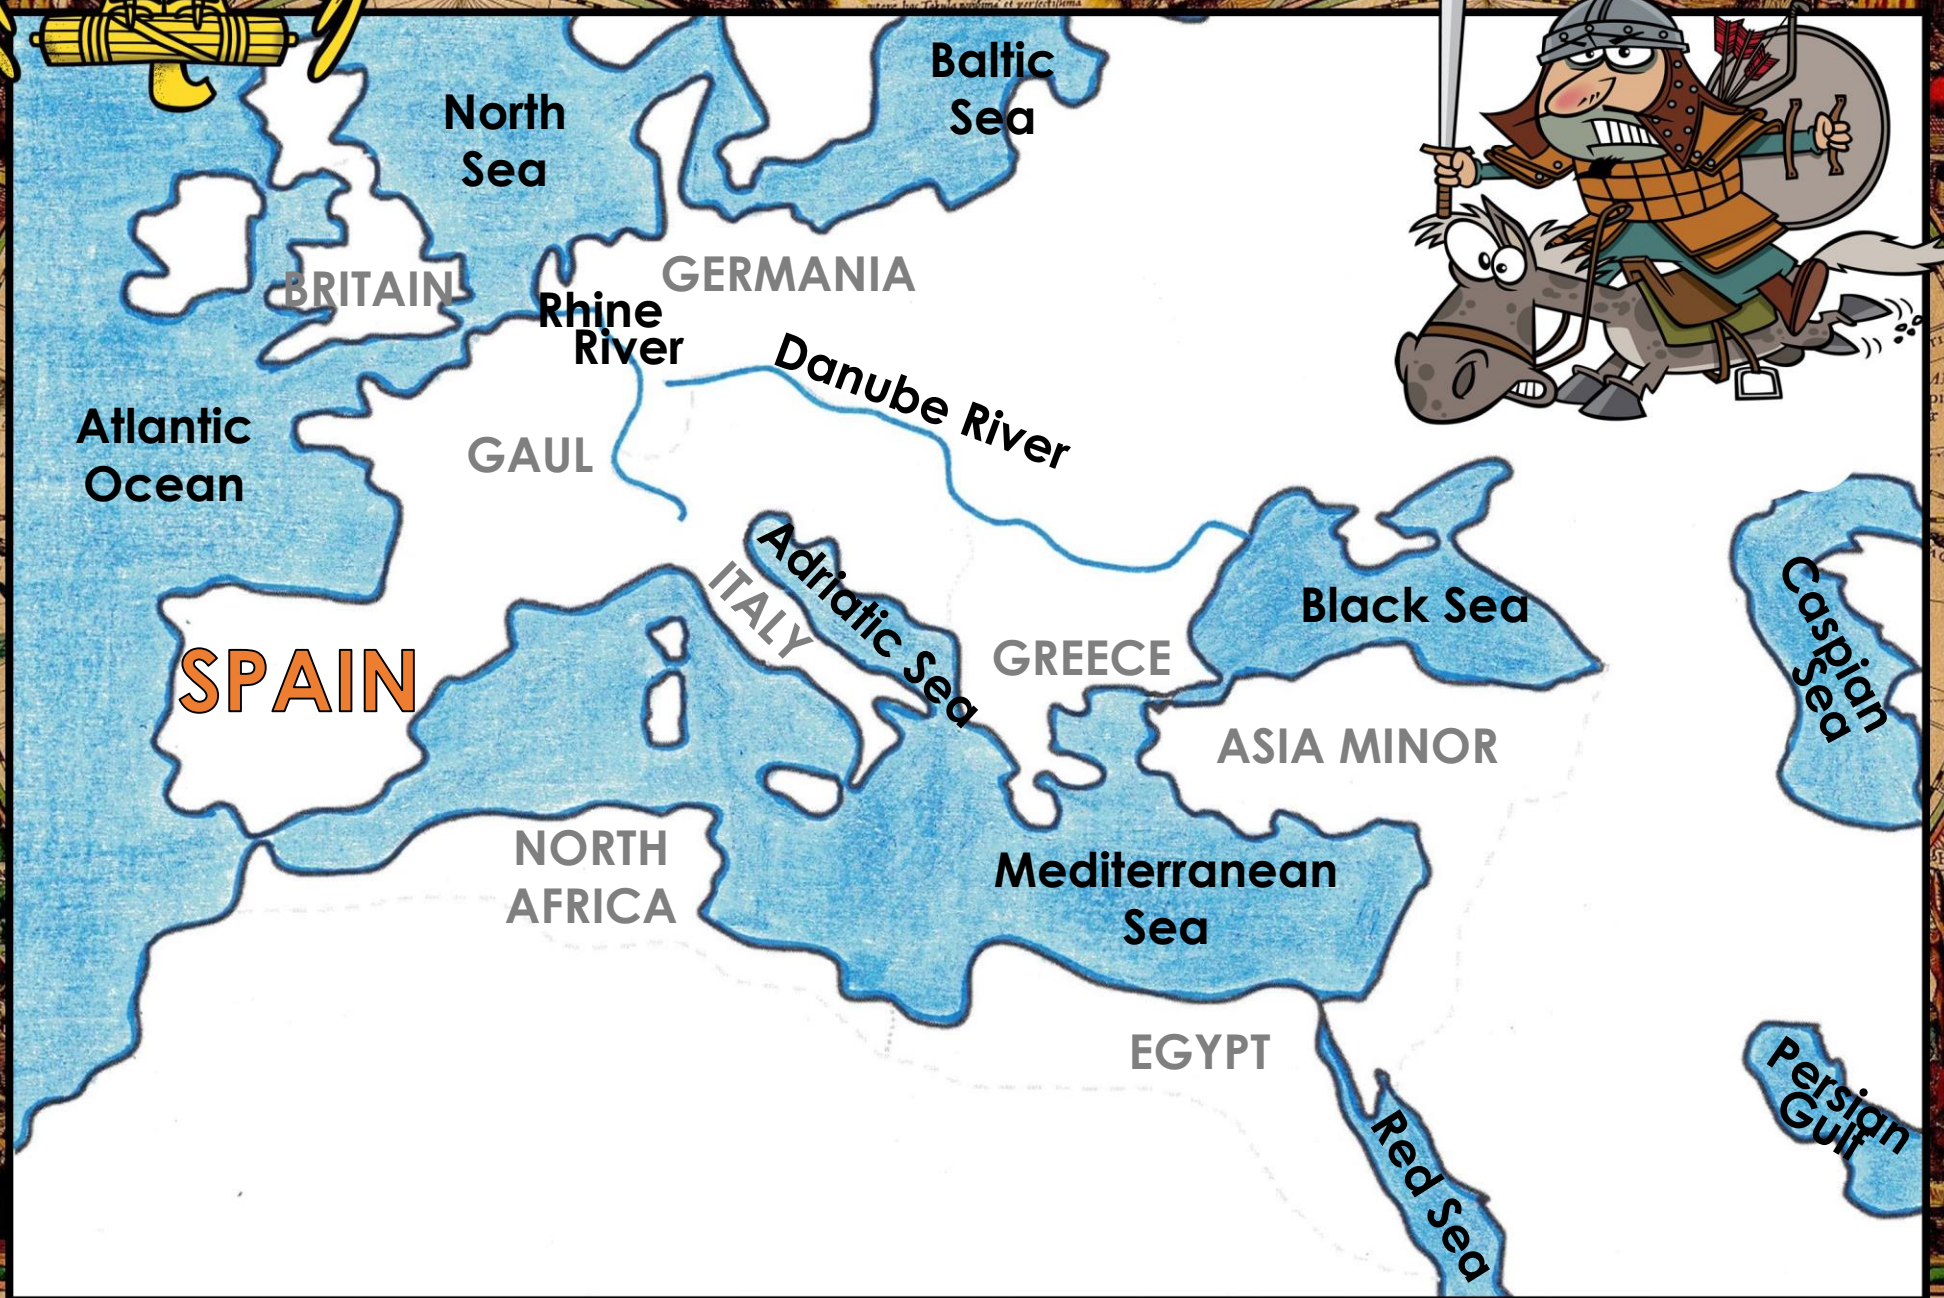 Baltic
Sea
North
Sea
BRITAIN
GERMANIA
Rhine
River
Danube River
Atlantic
Ocean
GAUL
Adriatic Sea
ITALY
Black Sea
Caspian
Sea
SPAIN
GREECE
ASIA MINOR
NORTH
AFRICA
Mediterranean
Sea
EGYPT
Persian
Gulf
Red Sea